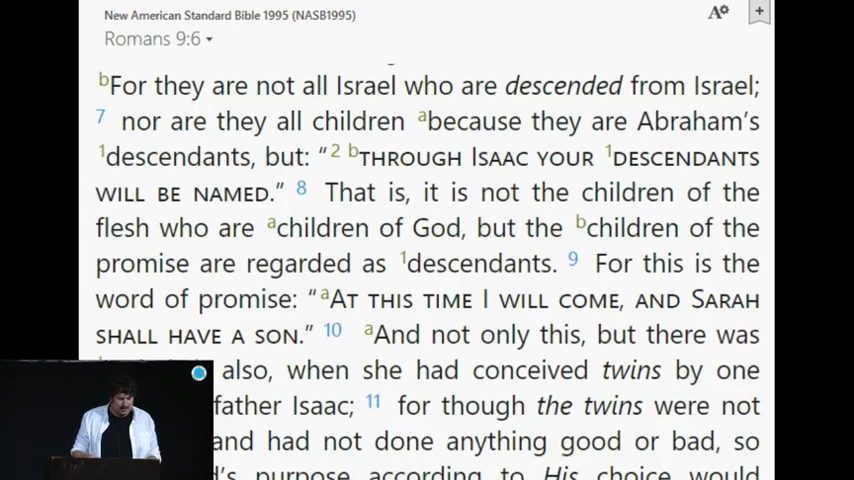 New American Standard Bible 1995 (NASB1995)
Romans 9:6
bFor they are not all Israel who are descended from Israel;
7 nor are they all children abecause they are Abraham's
1descendants, but: “2 bTHROUGH ISAAC YOUR 1DESCENDANTS
WILL BE NAMED.” 8 That is, it is not the children of the
flesh who are achildren of God, but the bchildren of the
promise are regarded as 1descendants. 9 For this is the
word of promise: “aAT THIS TIME I WILL COME, AND SARAH
SHALL HAVE A SON.” 10 aAnd not only this, but there was
also, when she had conceived twins by one
father Isaac; 11 for though the twins were not
and had not done anything good or bad, so
purpose according to His choice would